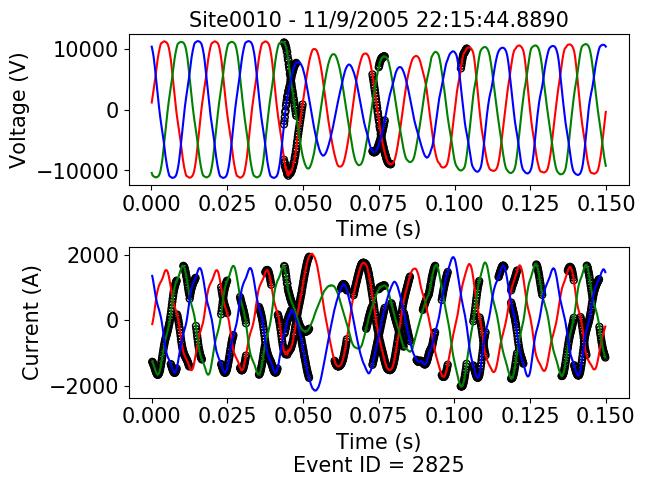 Site0010 - 11/9/2005 22:15:44.8890
10000
0
−10000
Voltage (V)
0.000 0.025 0.050 0.075 0.100 0.125 0.150
Time (s)
2000
0
−2000
Current (A)
0.000 0.025 0.050 0.075 0.100 0.125 0.150
Time (s)
Event ID = 2825